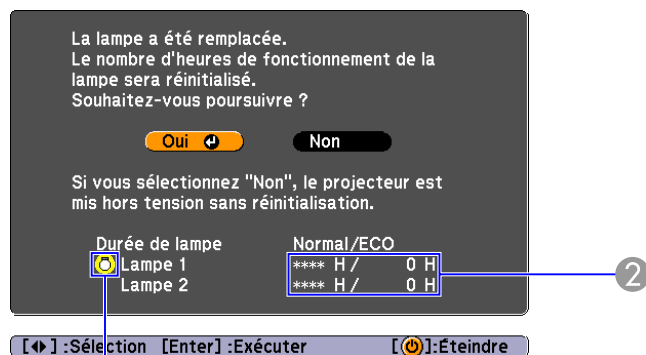 La lampe a été remplacée.
Le nombre d'heures de fonctionnement de la
lampe sera réinitialisé.
Souhaitez-vous poursuivre ?
Oui Non
Si vous sélectionnez "Non", le projecteur est
mis hors tension sans réinitialisation.
Durée de lampe Normal/ECO
Lampe 1 **** H / 0 H
Lampe 2 **** H / 0 H
2
[◆] :Sélection [Enter] :Exécuter [⏻]:Éteindre